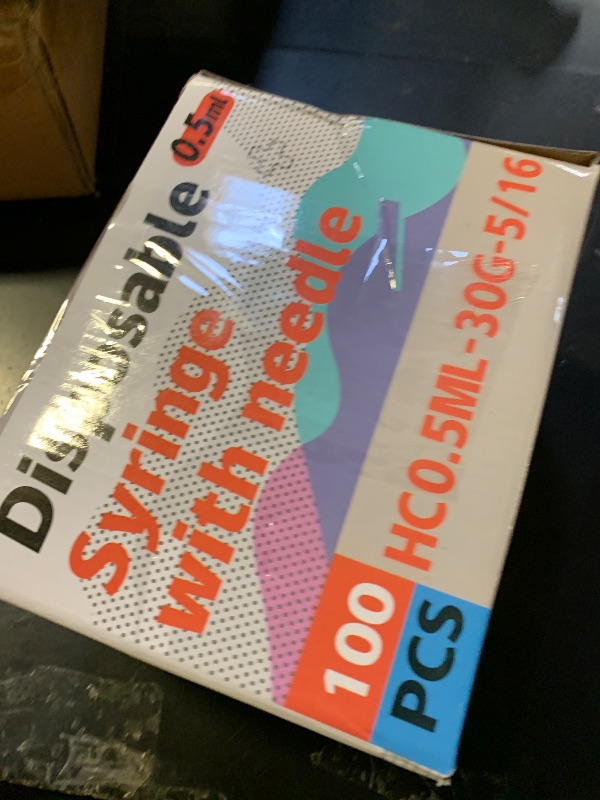 Disposable 0.5ml
Syringe
with needle
HC0.5ML-30G-5/16
100
PCS